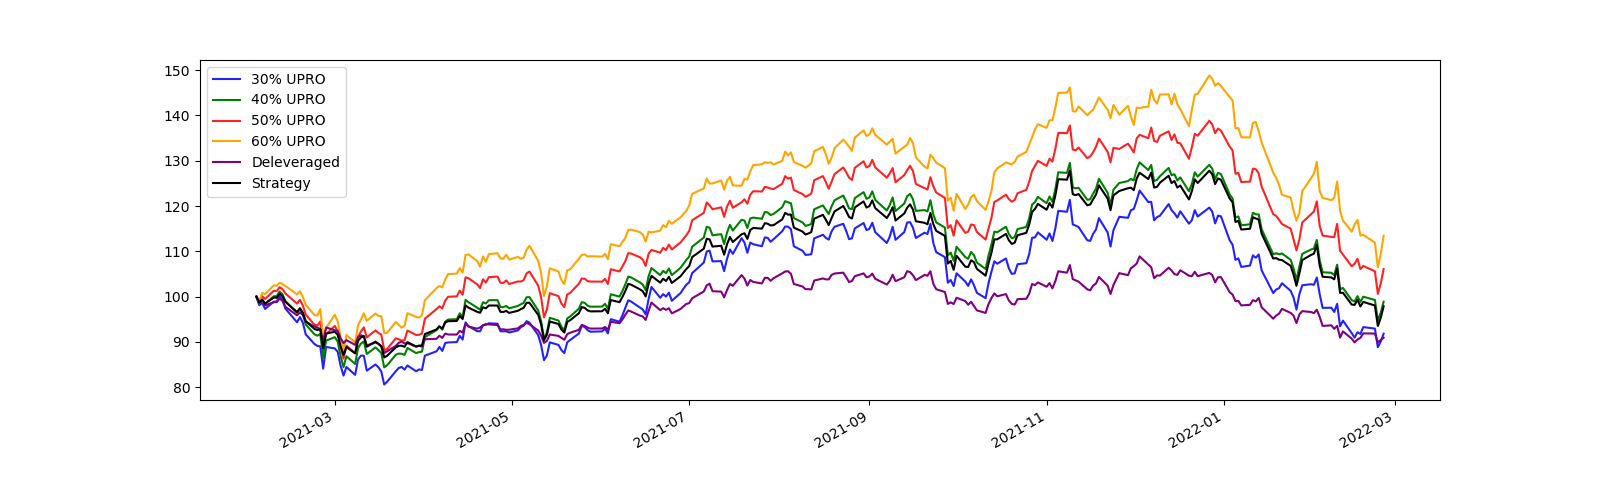 150
140
130
120
110
100
90
80
30% UPRO
40% UPRO
50% UPRO
60% UPRO
Deleveraged
Strategy
2021-03
2021-05
2021-07
2021-09
2021-11
2022-01
2022-03